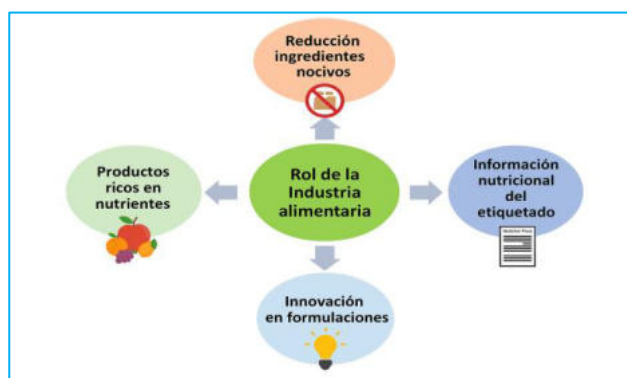 Reducción
ingredientes
nocivos
Productos
ricos en
nutrientes
Rol de la
Industria
alimentaria
Información
nutricional
del
etiquetado
Innovación
en formulaciones